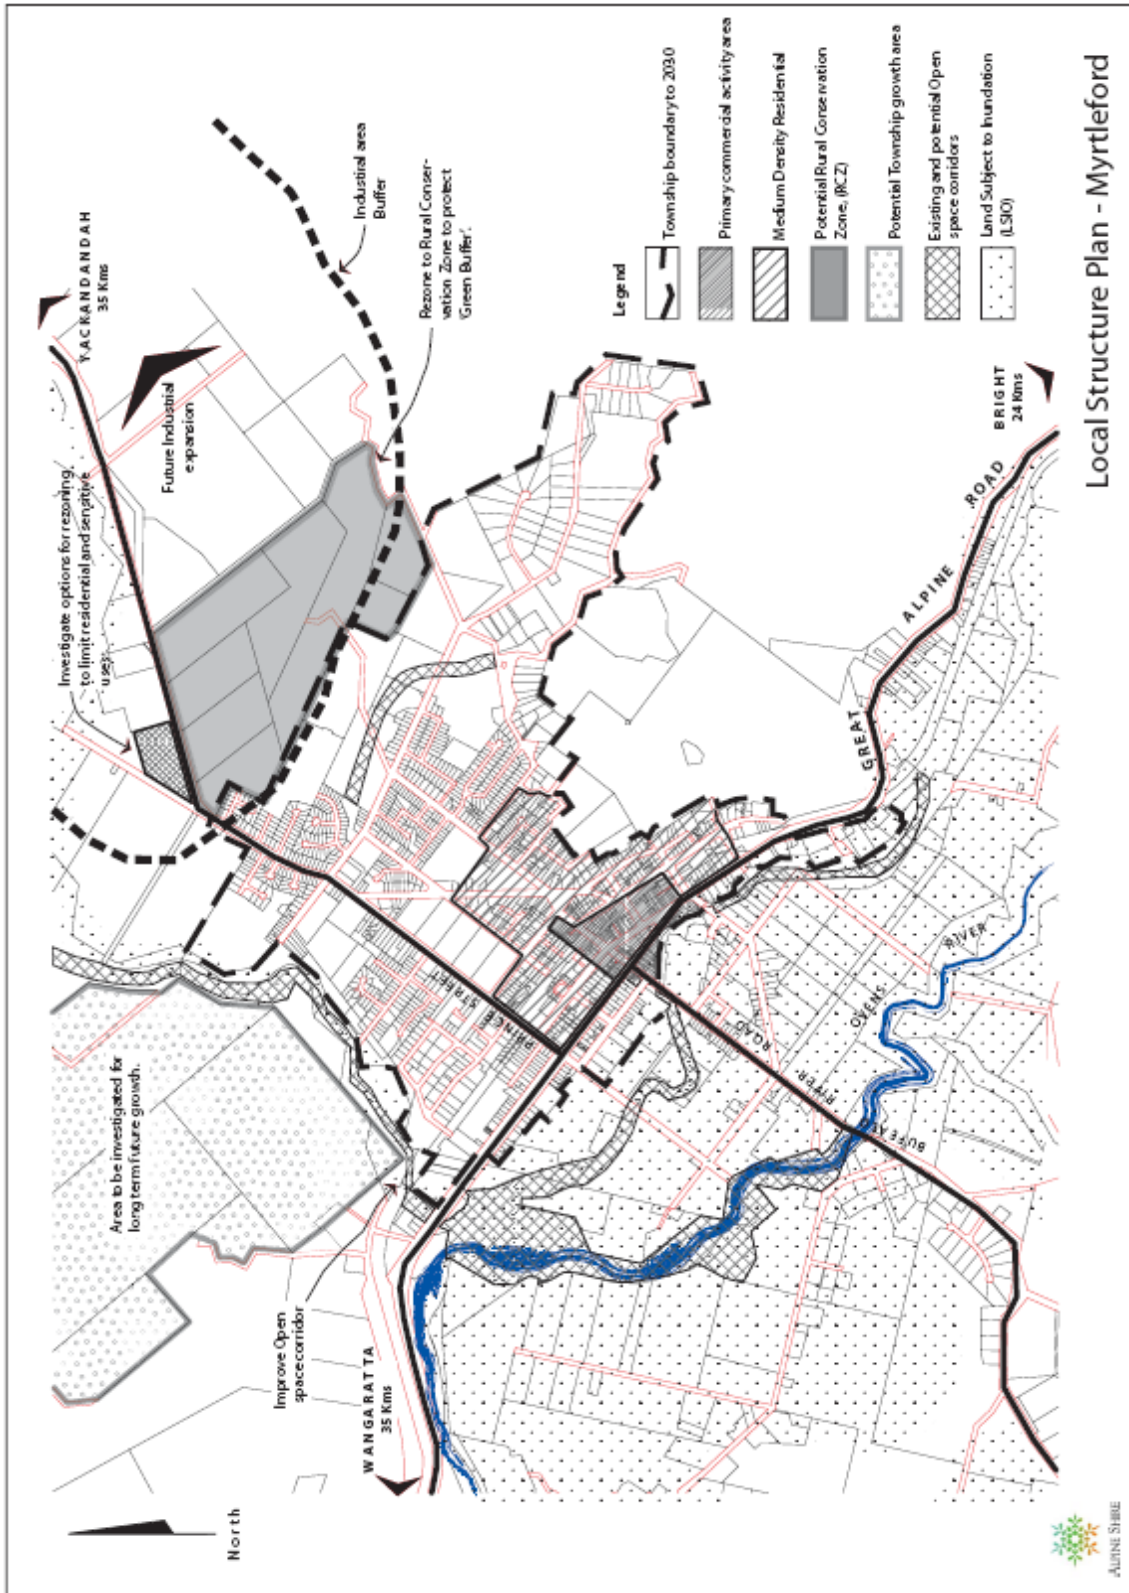 YACKANDANDAH
35 Kms
Investigate options for rezoning,
to limit residential and sensitive
uses.
Future Industrial
expansion
Industiral area
Buffer
Rezone to Rural Conser-
vation Zone to protect
'Green Buffer'.
Area to be investigated for
long term future growth.
Improve Open
space corridor
WANGARATTA
35 Kms
PRINCE STREET
GREAT ALPINE ROAD
BRIGHT
24 Kms
OVENS RIVER
BUFFALO RIVER ROAD
North
Legend
Township boundary to 2030
Primary commercial activity area
Medium Density Residential
Potential Rural Conservation
Zone, (RCZ)
Potential Township growth area
Existing and potential Open
space corridors
Land Subject to Inundation
(LSIO)
Local Structure Plan - Myrtleford
ALPINE SHIRE